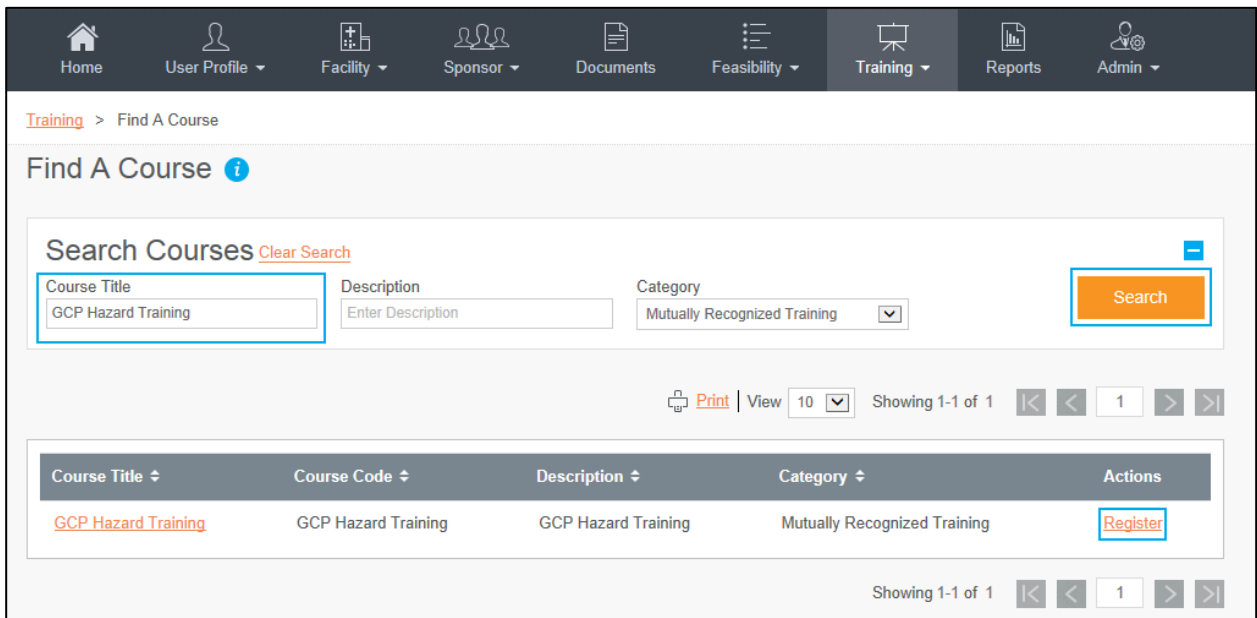 Home User Profile Facility Sponsor Documents Feasibility Training Reports Admin
Training > Find A Course
Find A Course i
Search Courses Clear Search
Course Title Description Category
GCP Hazard Training Enter Description Mutually Recognized Training Search
Print | View 10 Showing 1-1 of 1 |< < 1 > >|
Course Title Course Code Description Category Actions
GCP Hazard Training GCP Hazard Training GCP Hazard Training Mutually Recognized Training Register
Showing 1-1 of 1 |< < 1 > >|